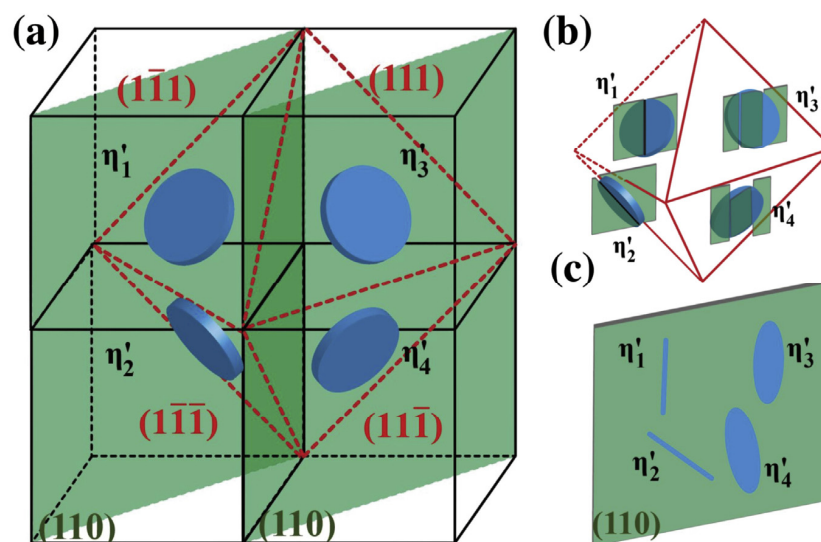 (a)
(11̅1)
(111)
η'₁
η'₃
η'₂
η'₄
(11̅1̅)
(111̅)
(110)
(110)
(b)
η'₁
η'₃
η'₂
η'₄
(c)
η'₁
η'₃
η'₂
η'₄
(110)